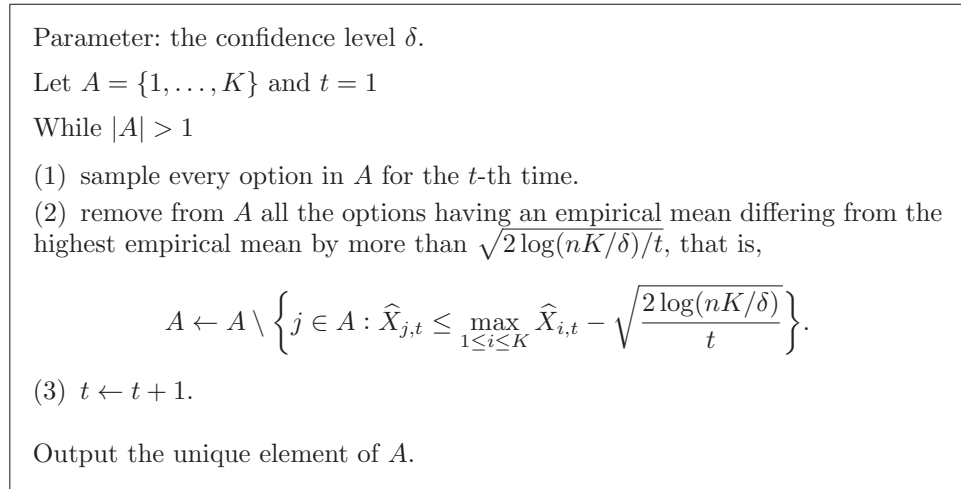 Parameter: the confidence level δ.
Let A = {1, . . . , K} and t = 1
While |A| > 1
(1) sample every option in A for the t-th time.
(2) remove from A all the options having an empirical mean differing from the
highest empirical mean by more than √(2 log(nK/δ)/t), that is,
A ← A \ { j ∈ A : X̂_{j,t} ≤ max_{1≤i≤K} X̂_{i,t} − √(2 log(nK/δ) / t) }.
(3) t ← t + 1.
Output the unique element of A.